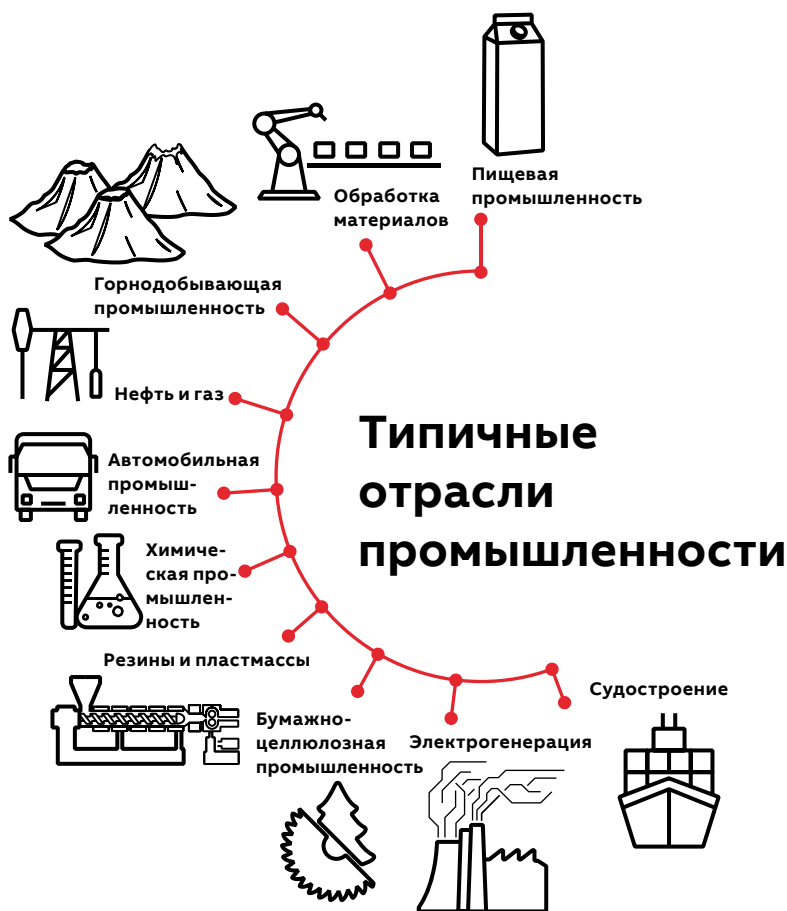 Пищевая
промышленность
Обработка
материалов
Горнодобывающая
промышленность
Нефть и газ
Автомобильная
промыш-
ленность
Химиче-
ская про-
мышлен-
ность
Резины и пластмассы
Бумажно-
целлюлозная
промышленность
Электрогенерация
Судостроение
Типичные
отрасли
промышленности